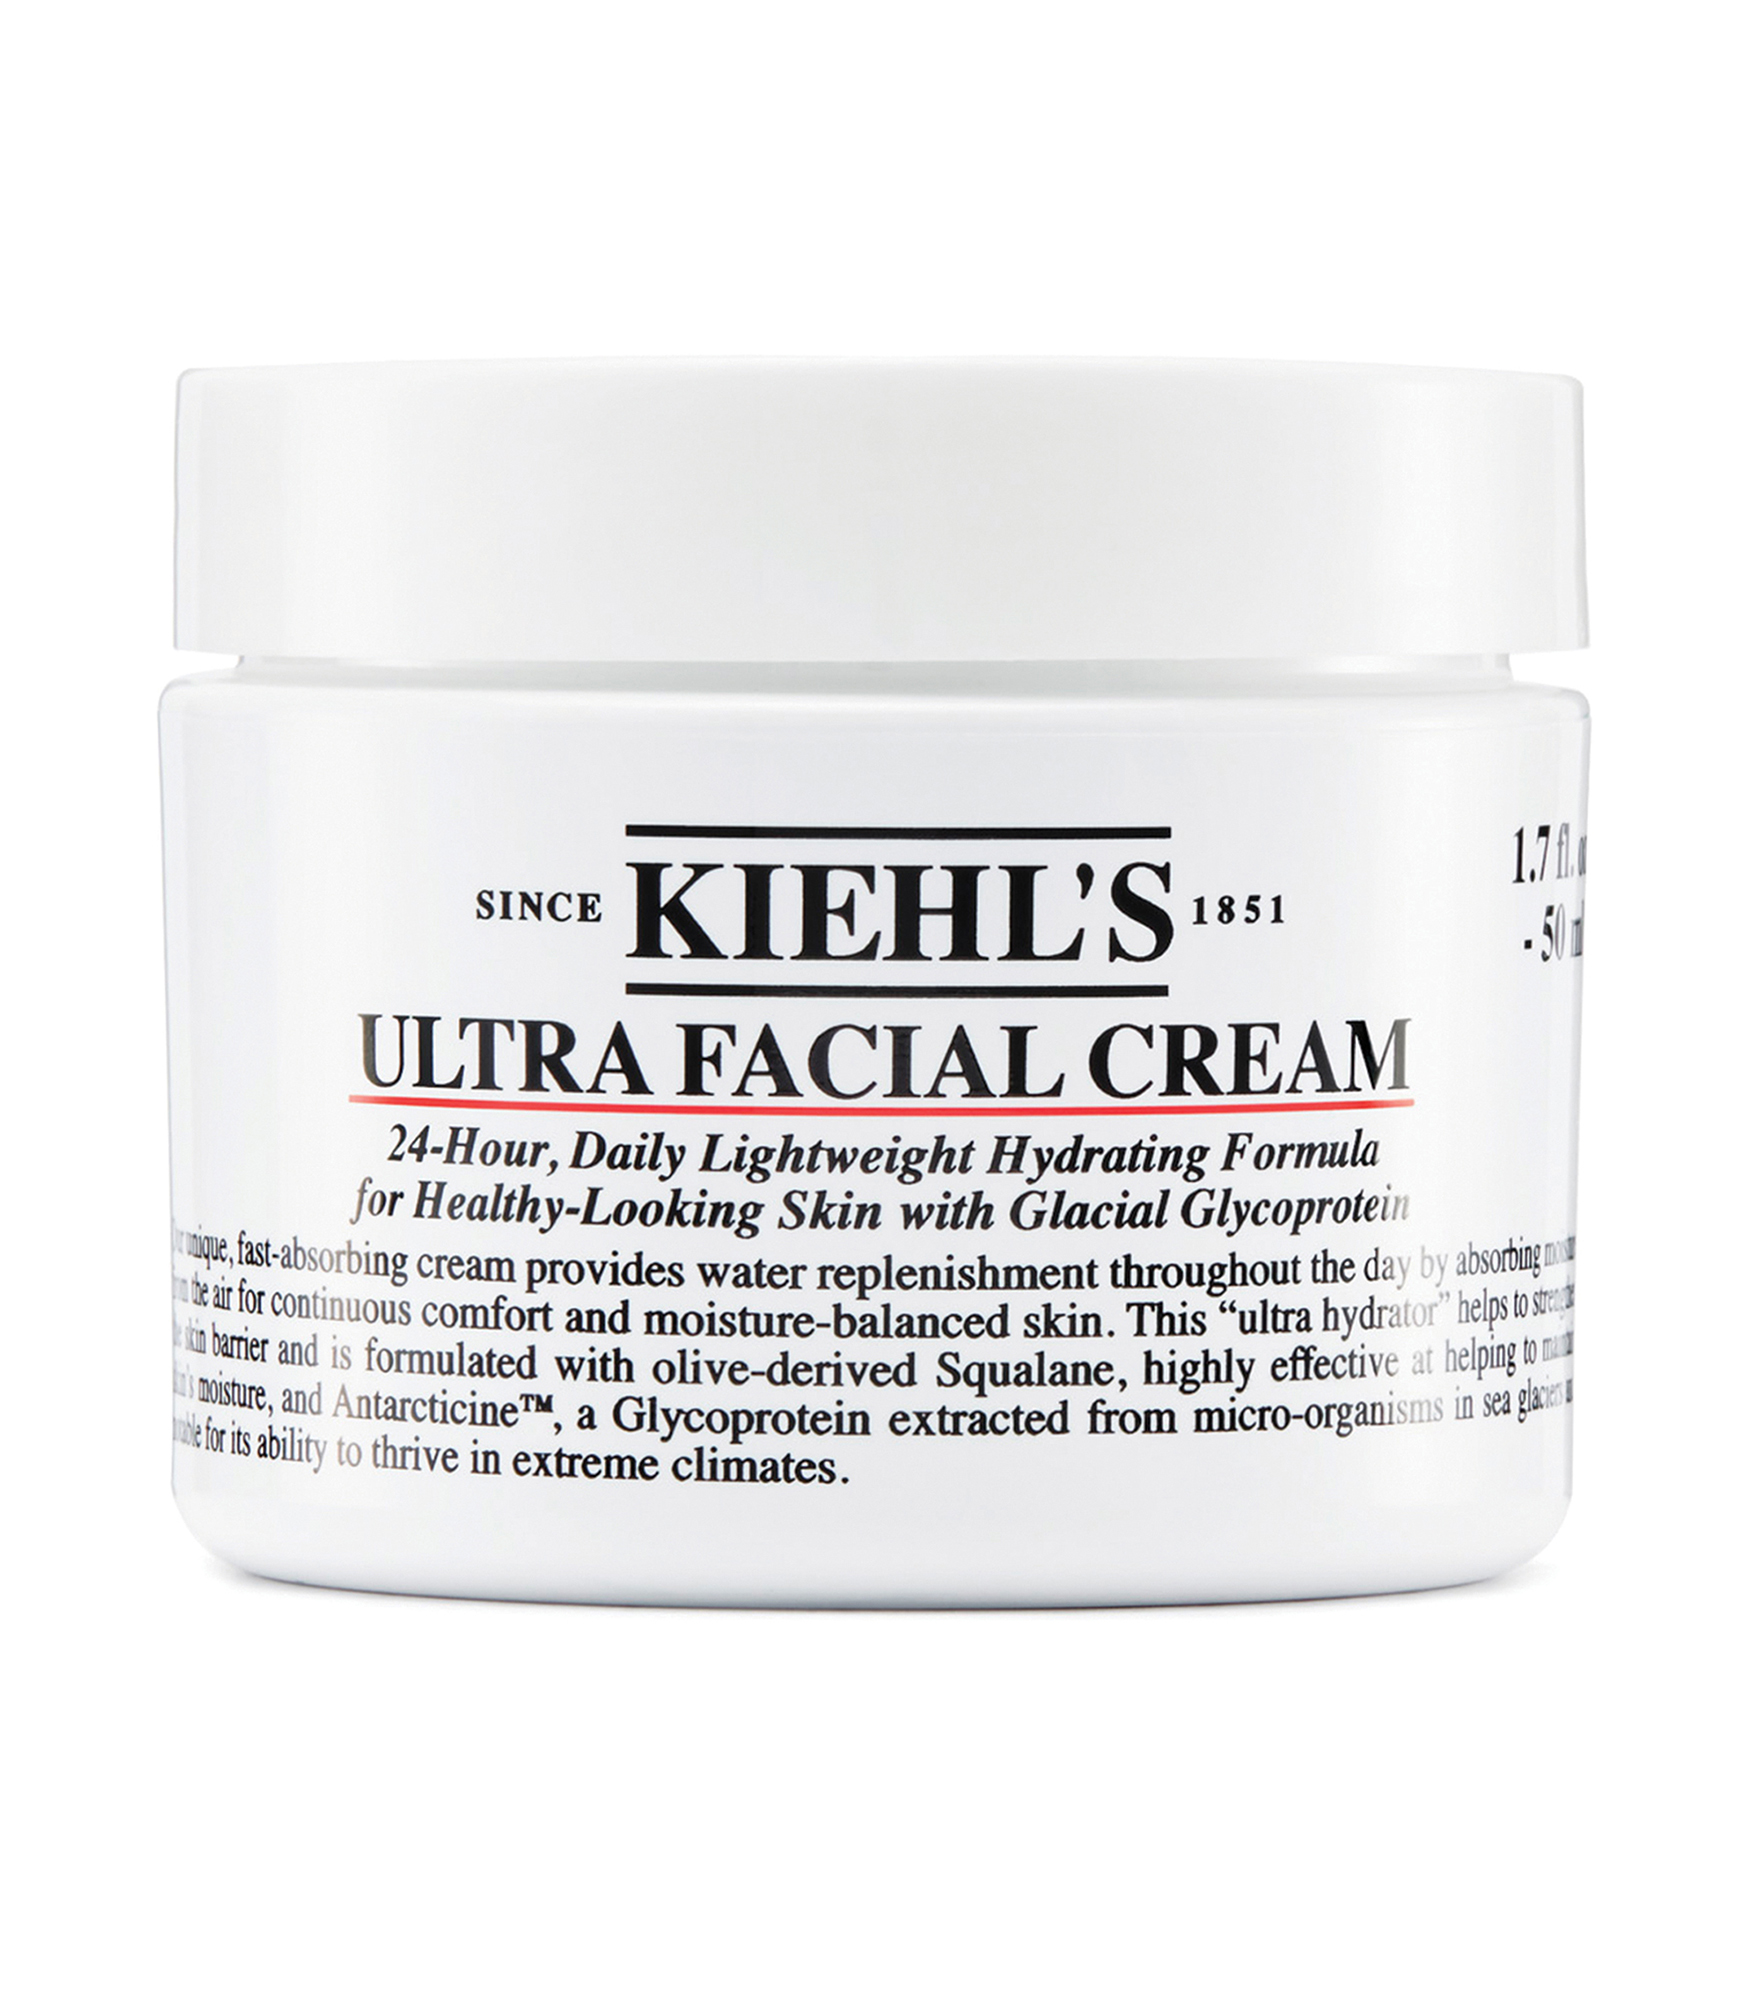 SINCE KIEHL'S 1851
1.7 fl.
- 50 ml
ULTRA FACIAL CREAM
24-Hour, Daily Lightweight Hydrating Formula
for Healthy-Looking Skin with Glacial Glycoprotein
unique, fast-absorbing cream provides water replenishment throughout the day by absorbing
the air for continuous comfort and moisture-balanced skin. This “ultra hydrator” helps to
skin barrier and is formulated with olive-derived Squalane, highly effective at helping to
moisture, and Antarcticine™, a Glycoprotein extracted from micro-organisms in sea glaciers
for its ability to thrive in extreme climates.